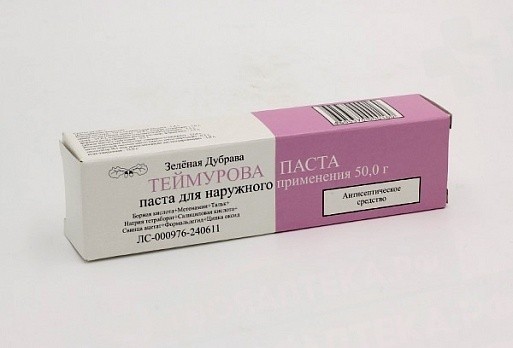 Зелёная Дубрава
ТЕЙМУРОВА ПАСТА
паста для наружного применения 50,0 г
Борная кислота+Метенамин+Тальк+
Натрия тетраборат+Салициловая кислота+
Свинца ацетат+Формальдегид+Цинка оксид
ЛС-000976-240611
Антисептическое
средство